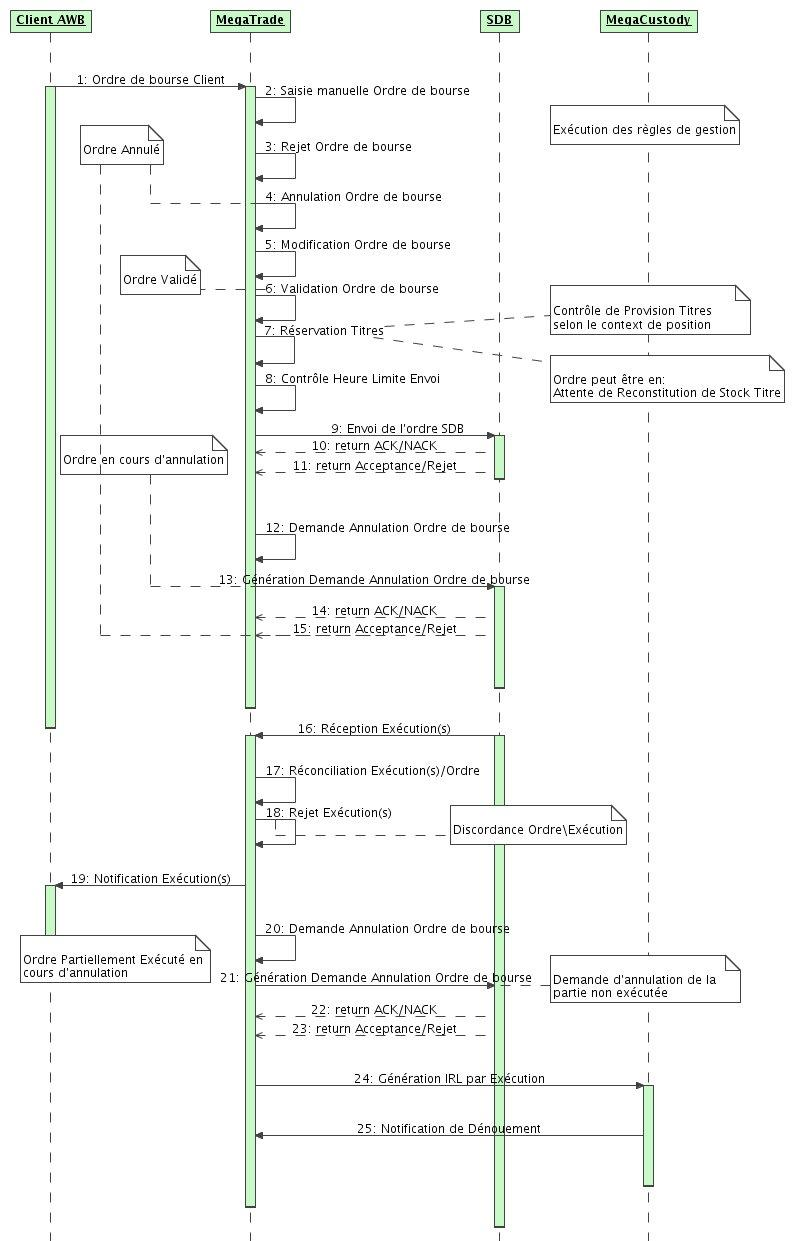 Client AWB
MegaTrade
SDB
MegaCustody
1: Ordre de bourse Client
2: Saisie manuelle Ordre de bourse
Exécution des règles de gestion
Ordre Annulé
3: Rejet Ordre de bourse
4: Annulation Ordre de bourse
5: Modification Ordre de bourse
Ordre Validé
6: Validation Ordre de bourse
Contrôle de Provision Titres
selon le context de position
7: Réservation Titres
Ordre peut être en:
Attente de Reconstitution de Stock Titre
8: Contrôle Heure Limite Envoi
9: Envoi de l'ordre SDB
10: return ACK/NACK
Ordre en cours d'annulation
11: return Acceptance/Rejet
12: Demande Annulation Ordre de bourse
13: Génération Demande Annulation Ordre de bourse
14: return ACK/NACK
15: return Acceptance/Rejet
16: Réception Exécution(s)
17: Réconciliation Exécution(s)/Ordre
18: Rejet Exécution(s)
Discordance Ordre\Exécution
19: Notification Exécution(s)
20: Demande Annulation Ordre de bourse
Ordre Partiellement Exécuté en
cours d'annulation
21: Génération Demande Annulation Ordre de bourse
Demande d'annulation de la
partie non exécutée
22: return ACK/NACK
23: return Acceptance/Rejet
24: Génération IRL par Exécution
25: Notification de Dénouement